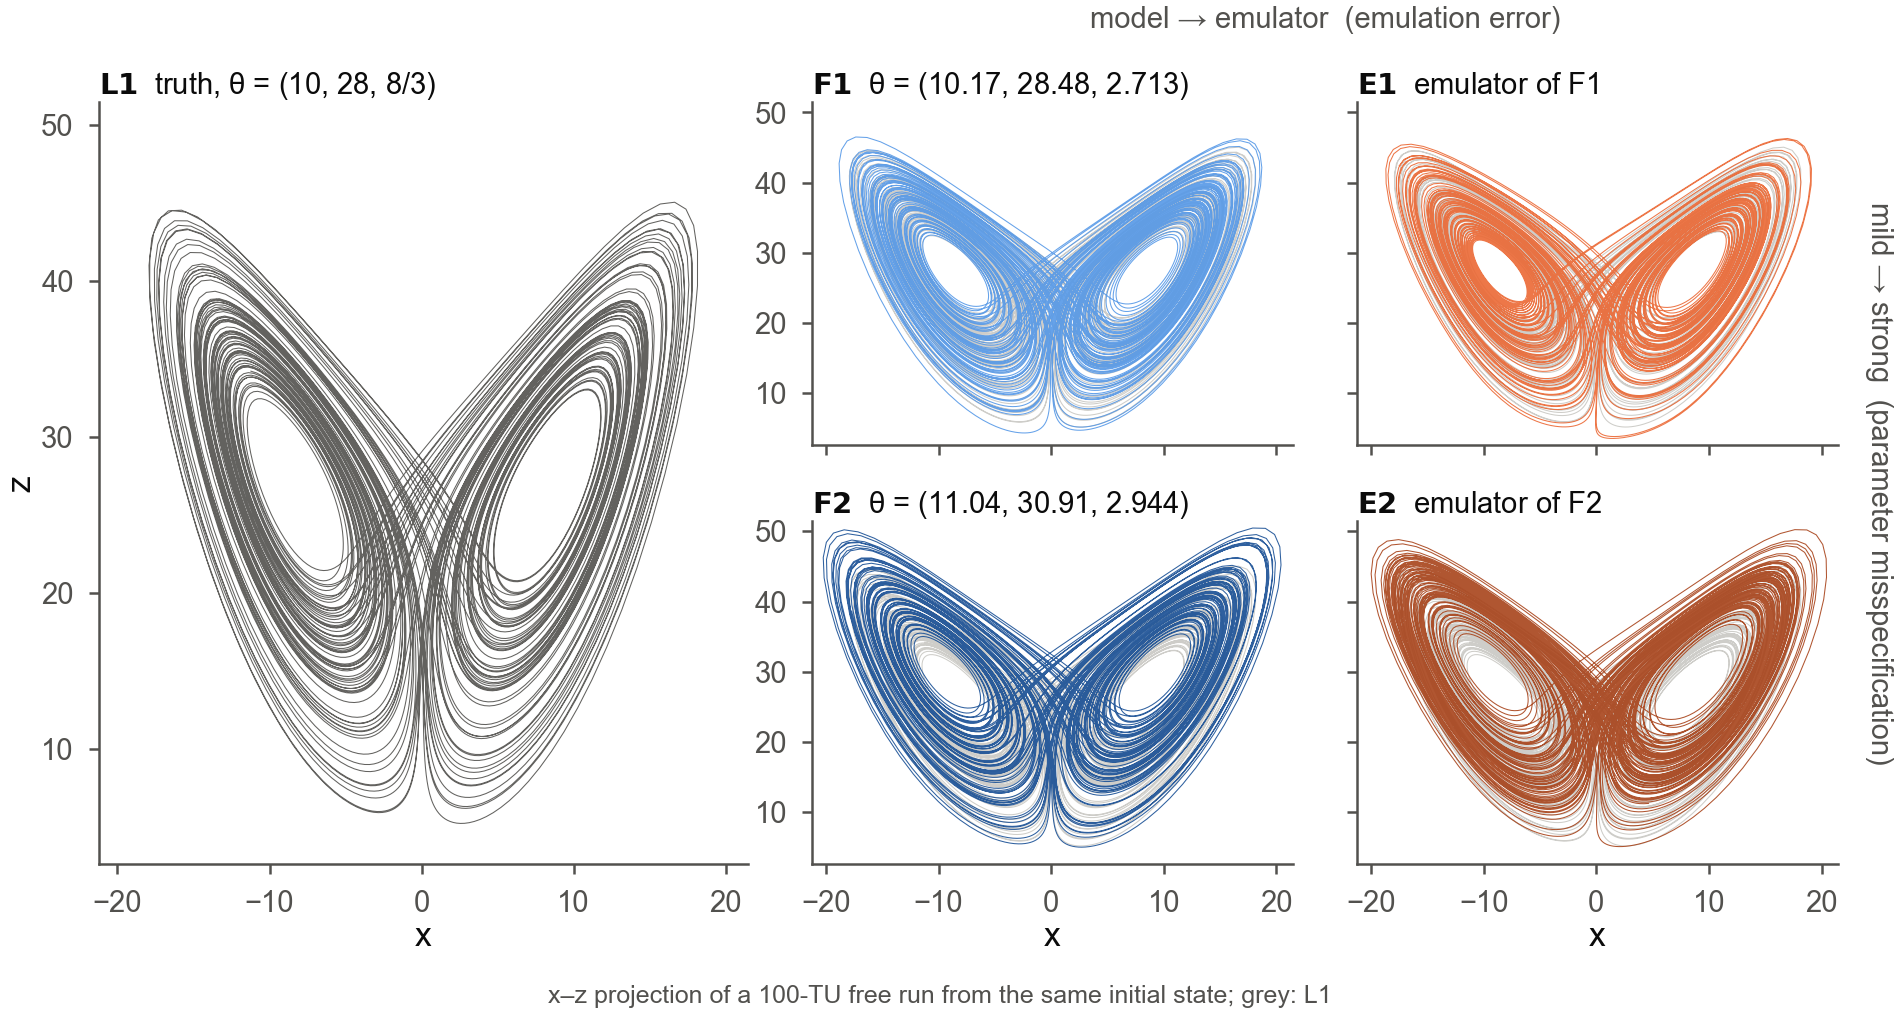 model → emulator  (emulation error)
L1  truth, θ = (10, 28, 8/3)
F1  θ = (10.17, 28.48, 2.713)
E1  emulator of F1
50
40
30
20
10
z
−20
−10
0
10
20
x
50
40
30
20
10
F2  θ = (11.04, 30.91, 2.944)
E2  emulator of F2
50
40
30
20
10
−20
−10
0
10
20
x
−20
−10
0
10
20
x
mild → strong  (parameter misspecification)
x–z projection of a 100-TU free run from the same initial state; grey: L1